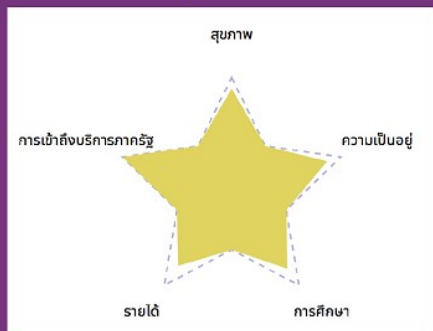 สุขภาพ
การเข้าถึงบริการภาครัฐ
ความเป็นอยู่
รายได้
การศึกษา